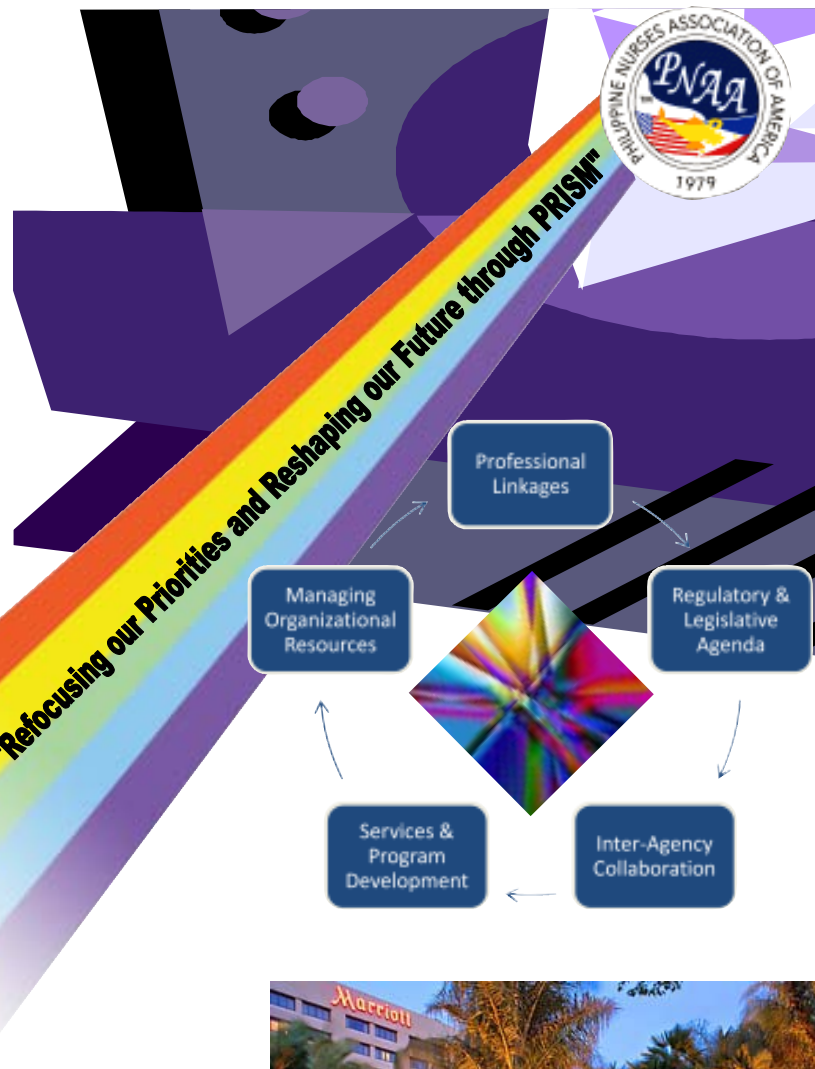 PHILIPPINE NURSES ASSOCIATION OF AMERICA
PNAA
1979
"Refocusing our Priorities and Reshaping our Future through PRISM"
Professional
Linkages
Managing
Organizational
Resources
Regulatory &
Legislative
Agenda
Services &
Program
Development
Inter-Agency
Collaboration
Marriott